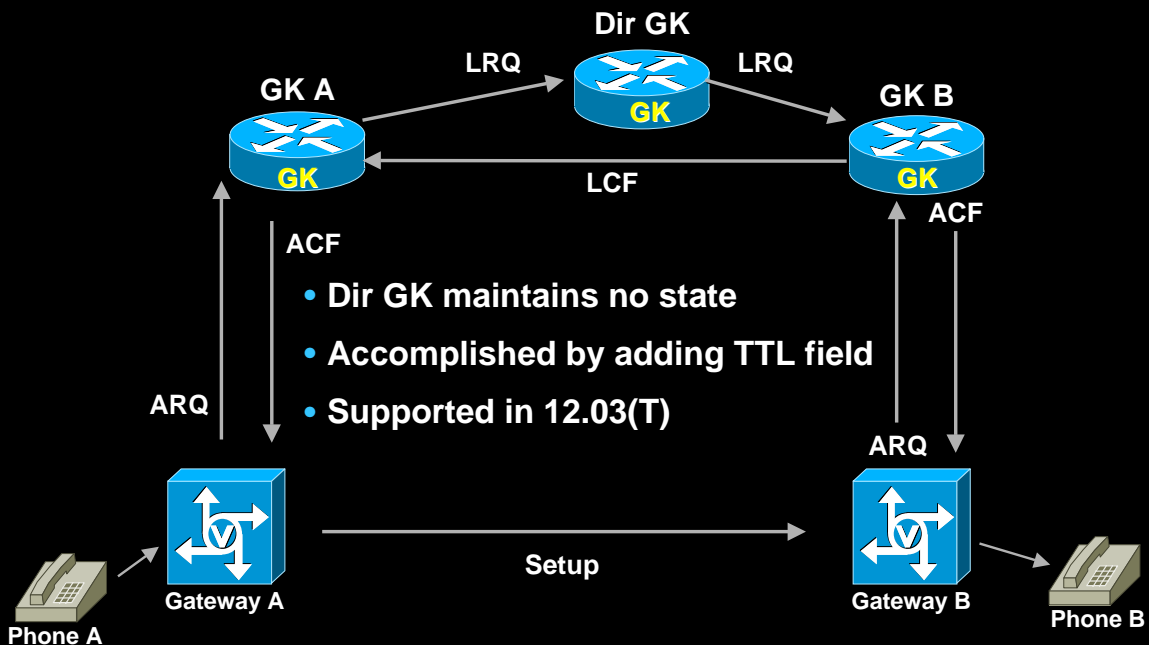 Dir GK
LRQ
LRQ
GK A
GK B
GK
GK
GK
LCF
ACF
ACF
• Dir GK maintains no state
• Accomplished by adding TTL field
• Supported in 12.03(T)
ARQ
ARQ
V
V
Setup
Gateway A
Gateway B
Phone A
Phone B